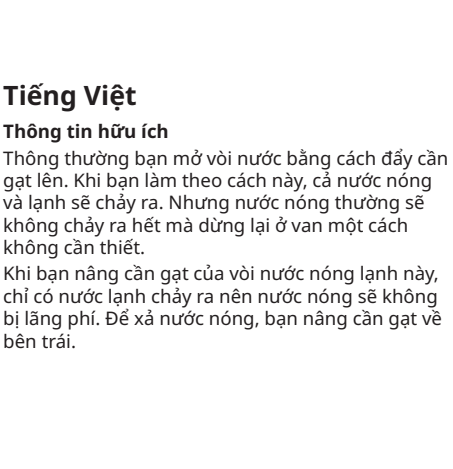 Tiếng Việt
Thông tin hữu ích
Thông thường bạn mở vòi nước bằng cách đẩy cần
gạt lên. Khi bạn làm theo cách này, cả nước nóng
và lạnh sẽ chảy ra. Nhưng nước nóng thường sẽ
không chảy ra hết mà dừng lại ở van một cách
không cần thiết.
Khi bạn nâng cần gạt của vòi nước nóng lạnh này,
chỉ có nước lạnh chảy ra nên nước nóng sẽ không
bị lãng phí. Để xả nước nóng, bạn nâng cần gạt về
bên trái.